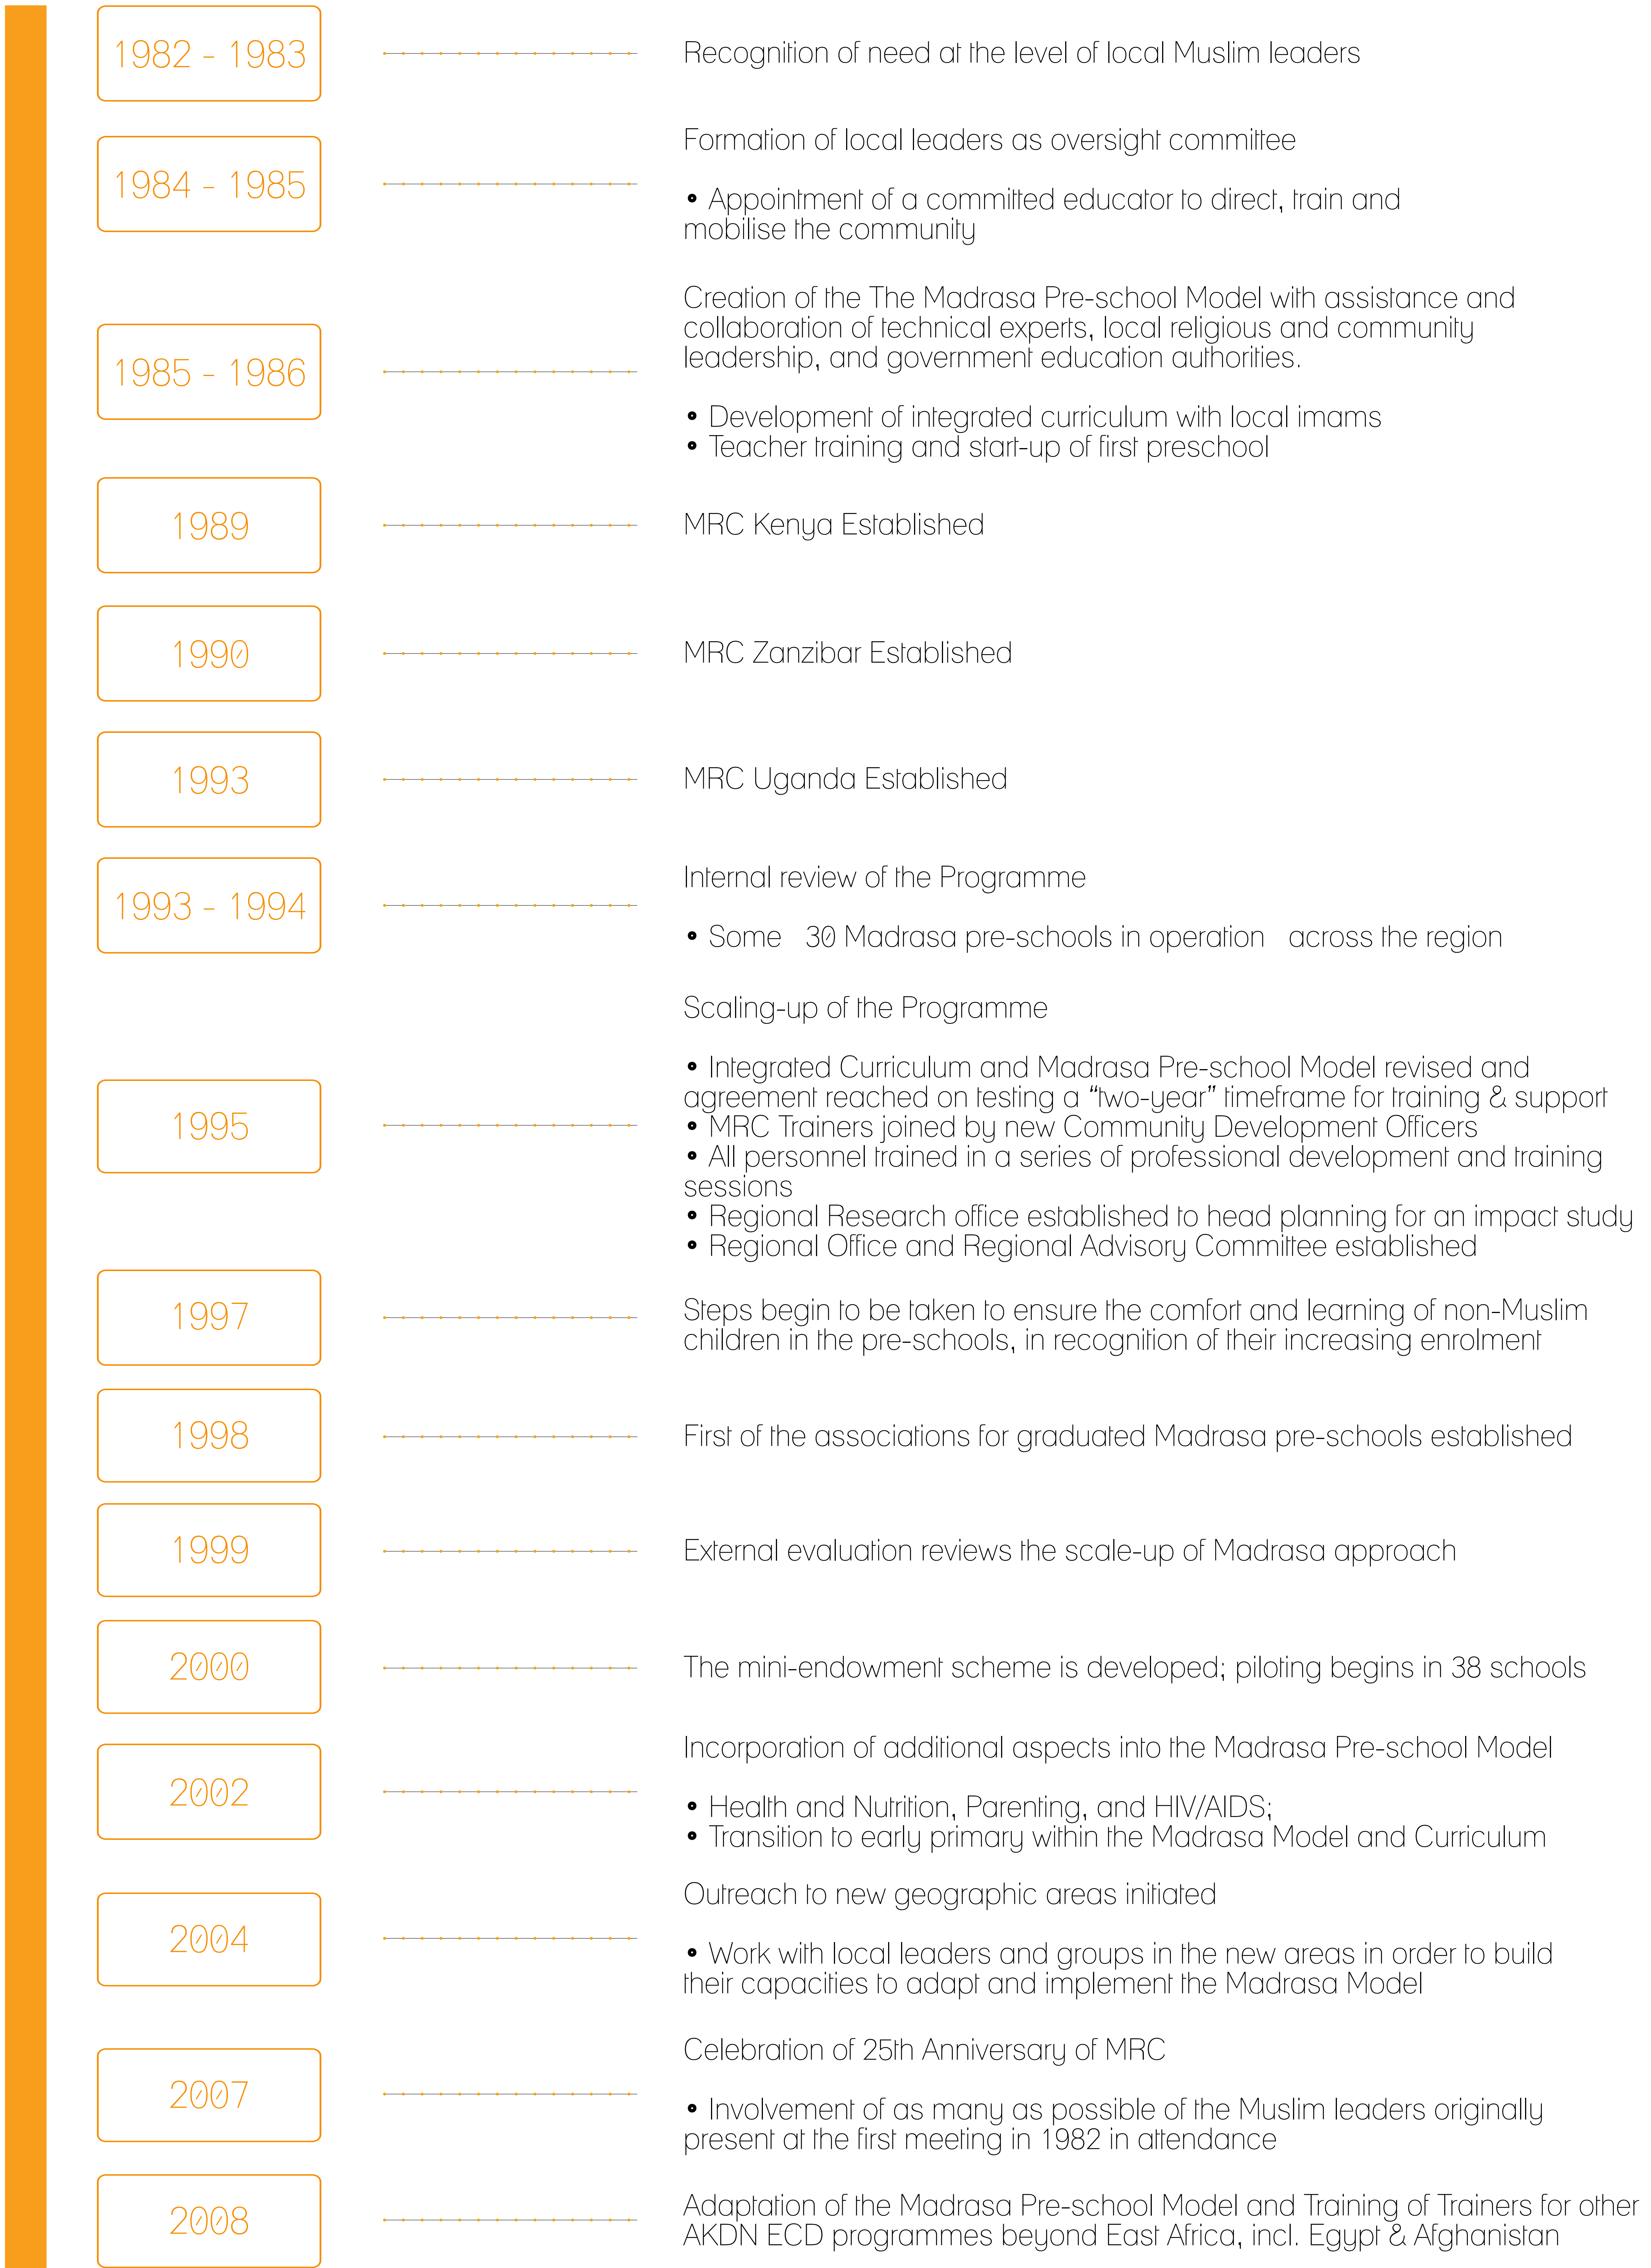 1982 - 1983
Recognition of need at the level of local Muslim leaders
1984 - 1985
Formation of local leaders as oversight committee
• Appointment of a committed educator to direct, train and
mobilise the community
1985 - 1986
Creation of the The Madrasa Pre-school Model with assistance and
collaboration of technical experts, local religious and community
leadership, and government education authorities.
• Development of integrated curriculum with local imams
• Teacher training and start-up of first preschool
1989
MRC Kenya Established
1990
MRC Zanzibar Established
1993
MRC Uganda Established
1993 - 1994
Internal review of the Programme
• Some 30 Madrasa pre-schools in operation across the region
1995
Scaling-up of the Programme
• Integrated Curriculum and Madrasa Pre-school Model revised and
agreement reached on testing a “two-year” timeframe for training & support
• MRC Trainers joined by new Community Development Officers
• All personnel trained in a series of professional development and training
sessions
• Regional Research office established to head planning for an impact study
• Regional Office and Regional Advisory Committee established
1997
Steps begin to be taken to ensure the comfort and learning of non-Muslim
children in the pre-schools, in recognition of their increasing enrolment
1998
First of the associations for graduated Madrasa pre-schools established
1999
External evaluation reviews the scale-up of Madrasa approach
2000
The mini-endowment scheme is developed; piloting begins in 38 schools
2002
Incorporation of additional aspects into the Madrasa Pre-school Model
• Health and Nutrition, Parenting, and HIV/AIDS;
• Transition to early primary within the Madrasa Model and Curriculum
2004
Outreach to new geographic areas initiated
• Work with local leaders and groups in the new areas in order to build
their capacities to adapt and implement the Madrasa Model
2007
Celebration of 25th Anniversary of MRC
• Involvement of as many as possible of the Muslim leaders originally
present at the first meeting in 1982 in attendance
2008
Adaptation of the Madrasa Pre-school Model and Training of Trainers for other
AKDN ECD programmes beyond East Africa, incl. Egypt & Afghanistan